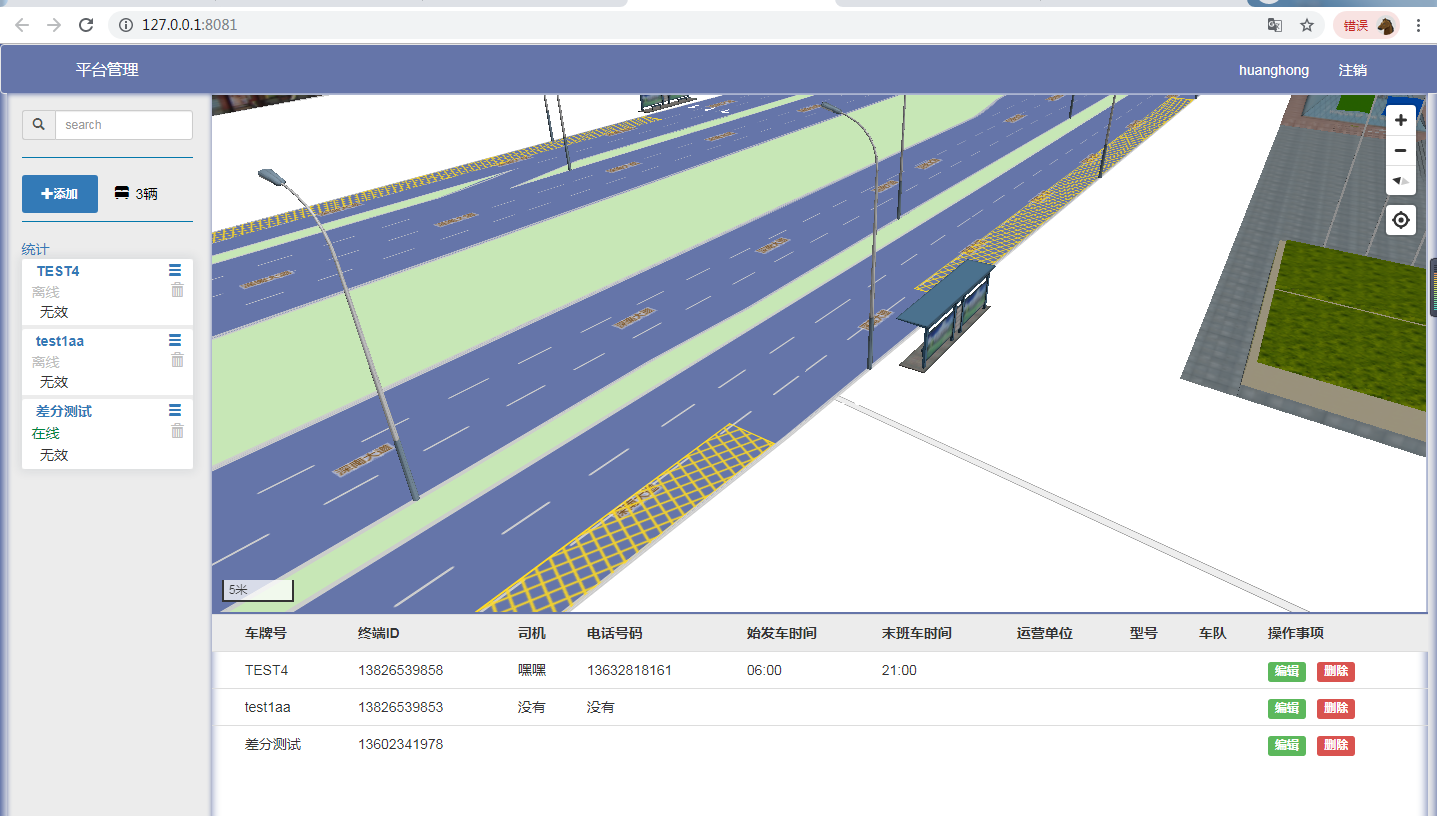 127.0.0.1:8081
错误
平台管理
huanghong
注销
search
添加
3辆
统计
TEST4
离线
无效
test1aa
离线
无效
差分测试
在线
无效
深南大道
5米
车牌号 终端ID 司机 电话号码 始发车时间 末班车时间 运营单位 型号 车队 操作事项
TEST4 13826539858 嘿嘿 13632818161 06:00 21:00 编辑 删除
test1aa 13826539853 没有 没有 编辑 删除
差分测试 13602341978 编辑 删除